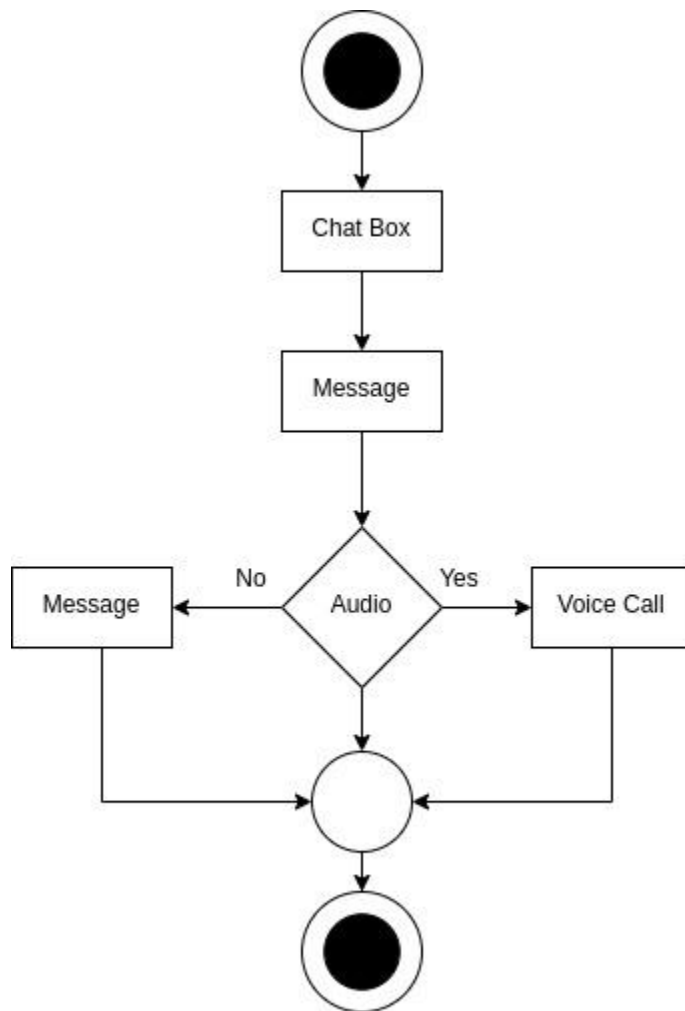 Chat Box
Message
No
Yes
Message
Audio
Voice Call